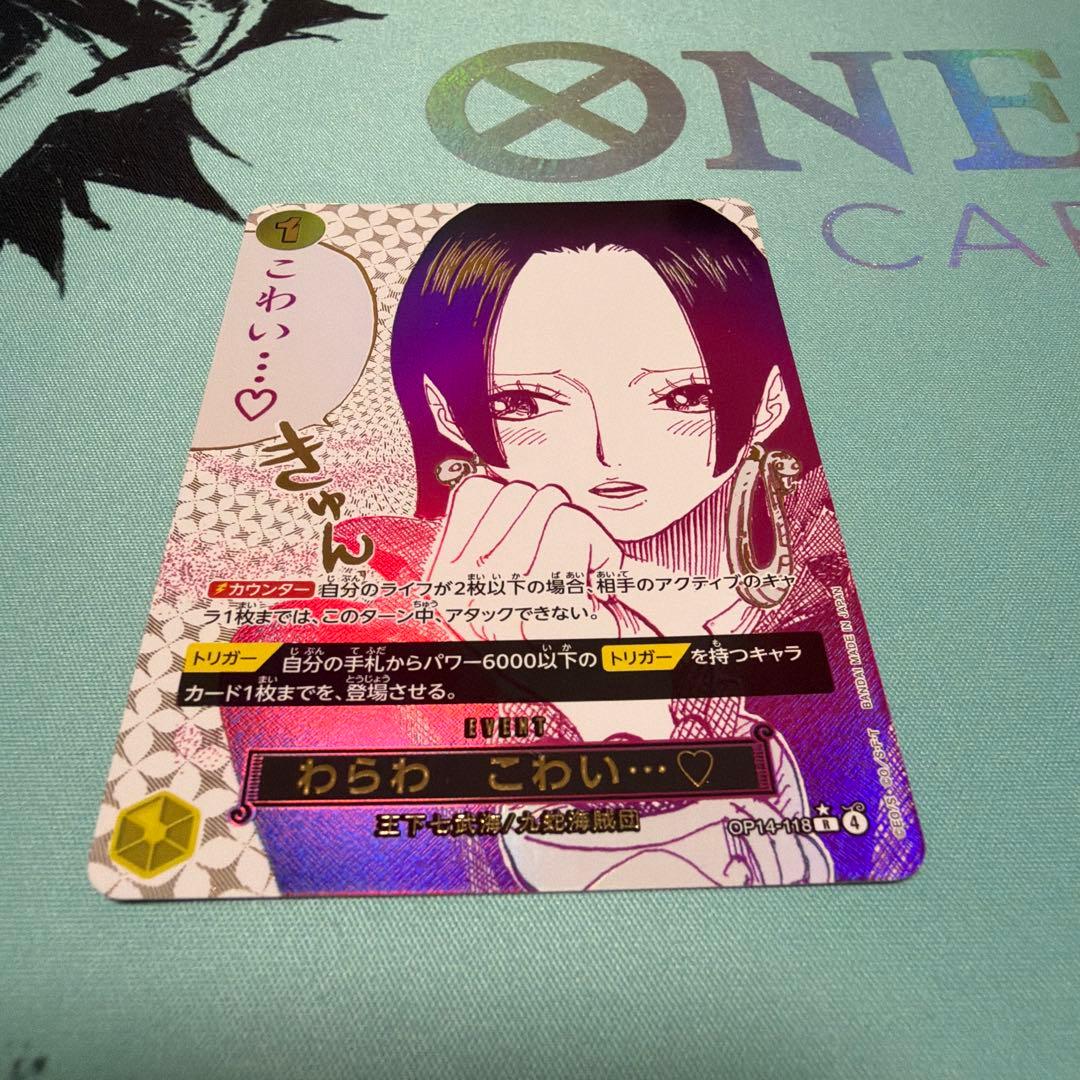 ONE
CAR
1
こわい…♡
きゅん
カウンター 自分のライフが2枚以下の場合、相手のアクティブのキャ
ラ1枚までは、このターン中、アタックできない。
トリガー 自分の手札からパワー6000以下の トリガー を持つキャラ
カード1枚までを、登場させる。
EVENT
わらわ こわい…♡
王下七武海/九蛇海賊団
OP14-118 R 4
©E.O./S. CO./S.F.T BANDAI MADE IN JAPAN